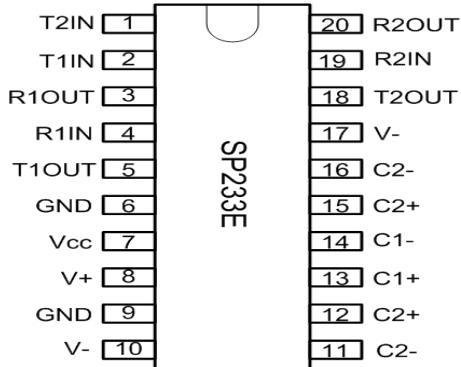 T2IN 1 20 R2OUT
T1IN 2 19 R2IN
R1OUT 3 18 T2OUT
R1IN 4 17 V-
T1OUT 5 16 C2-
GND 6 15 C2+
Vcc 7 14 C1-
V+ 8 13 C1+
GND 9 12 C2+
V- 10 11 C2-
SP233E